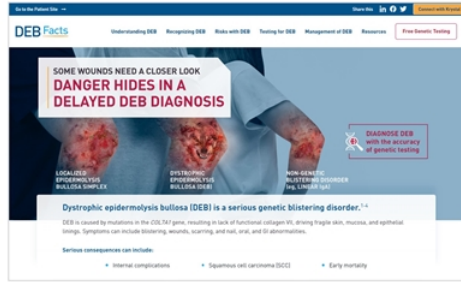 Go to the Patient Site →
Share this
in
Connect with Krystal
DEB Facts
Understanding DEB Recognizing DEB Risks with DEB Testing for DEB Management of DEB Resources
Free Genetic Testing
SOME WOUNDS NEED A CLOSER LOOK
DANGER HIDES IN A
DELAYED DEB DIAGNOSIS
DIAGNOSE DEB
with the accuracy
of genetic testing
LOCALIZED
EPIDERMOLYSIS
BULLOSA SIMPLEX
DYSTROPHIC
EPIDERMOLYSIS
BULLOSA (DEB)
NON-GENETIC
BLISTERING DISORDER
(eg, LINEAR IgA)
Dystrophic epidermolysis bullosa (DEB) is a serious genetic blistering disorder.
DEB is caused by mutations in the COL7A1 gene, resulting in lack of functional collagen VII, driving fragile skin, mucosa, and epithelial
linings. Symptoms can include blistering, wounds, scarring, and nail, oral, and GI abnormalities.
Serious consequences can include:
• Internal complications • Squamous cell carcinoma (SCC) • Early mortality